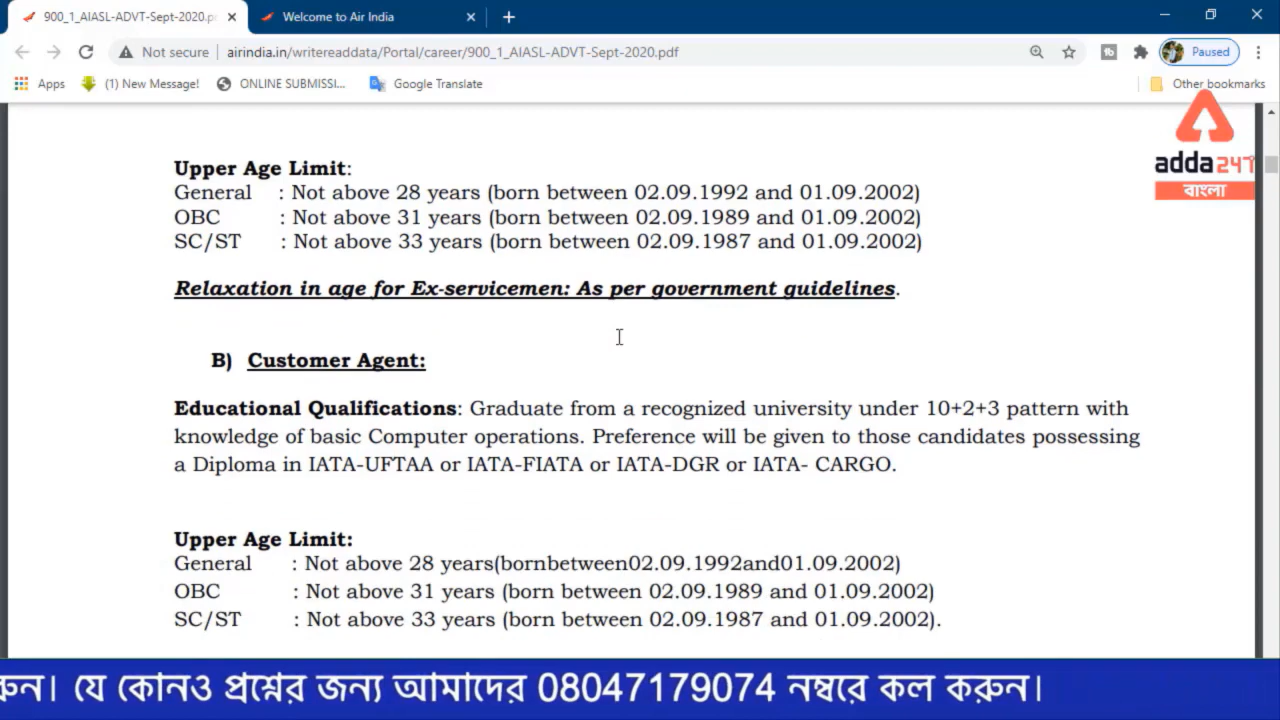 900_1_AIASL-ADVT-Sept-2020.p
Welcome to Air India
Not secure
airindia.in/writereaddata/Portal/career/900_1_AIASL-ADVT-Sept-2020.pdf
Paused
Apps
(1) New Message!
ONLINE SUBMISSI...
Google Translate
Other bookmarks
adda247
বাংলা
Upper Age Limit:
General : Not above 28 years (born between 02.09.1992 and 01.09.2002)
OBC : Not above 31 years (born between 02.09.1989 and 01.09.2002)
SC/ST : Not above 33 years (born between 02.09.1987 and 01.09.2002)
Relaxation in age for Ex-servicemen: As per government guidelines.
B) Customer Agent:
Educational Qualifications: Graduate from a recognized university under 10+2+3 pattern with
knowledge of basic Computer operations. Preference will be given to those candidates possessing
a Diploma in IATA-UFTAA or IATA-FIATA or IATA-DGR or IATA- CARGO.
Upper Age Limit:
General : Not above 28 years(bornbetween02.09.1992and01.09.2002)
OBC : Not above 31 years (born between 02.09.1989 and 01.09.2002)
SC/ST : Not above 33 years (born between 02.09.1987 and 01.09.2002).
রুন। যে কোনও প্রশ্নের জন্য আমাদের 08047179074 নম্বরে কল করুন।